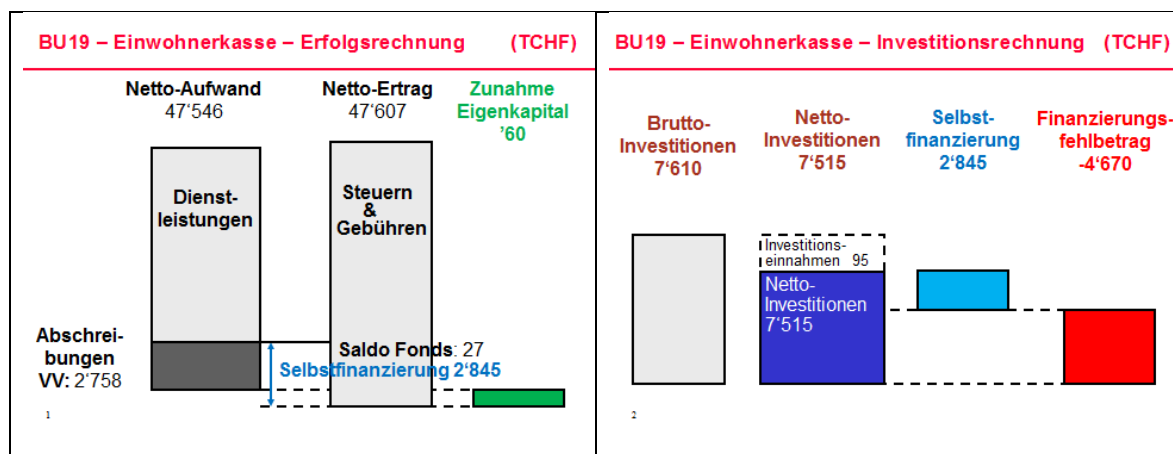 BU19 – Einwohnerkasse – Erfolgsrechnung (TCHF)
Netto-Aufwand
47‘546
Netto-Ertrag
47‘607
Zunahme
Eigenkapital
’60
Dienst-
leistungen
Steuern
&
Gebühren
Abschrei-
bungen
VV: 2‘758
Saldo Fonds: 27
Selbstfinanzierung 2‘845
1
BU19 – Einwohnerkasse – Investitionsrechnung (TCHF)
Brutto-
Investitionen
7‘610
Netto-
Investitionen
7‘515
Selbst-
finanzierung
2‘845
Finanzierungs-
fehlbetrag
-4‘670
Investitions-
einnahmen 95
Netto-
Investitionen
7‘515
2